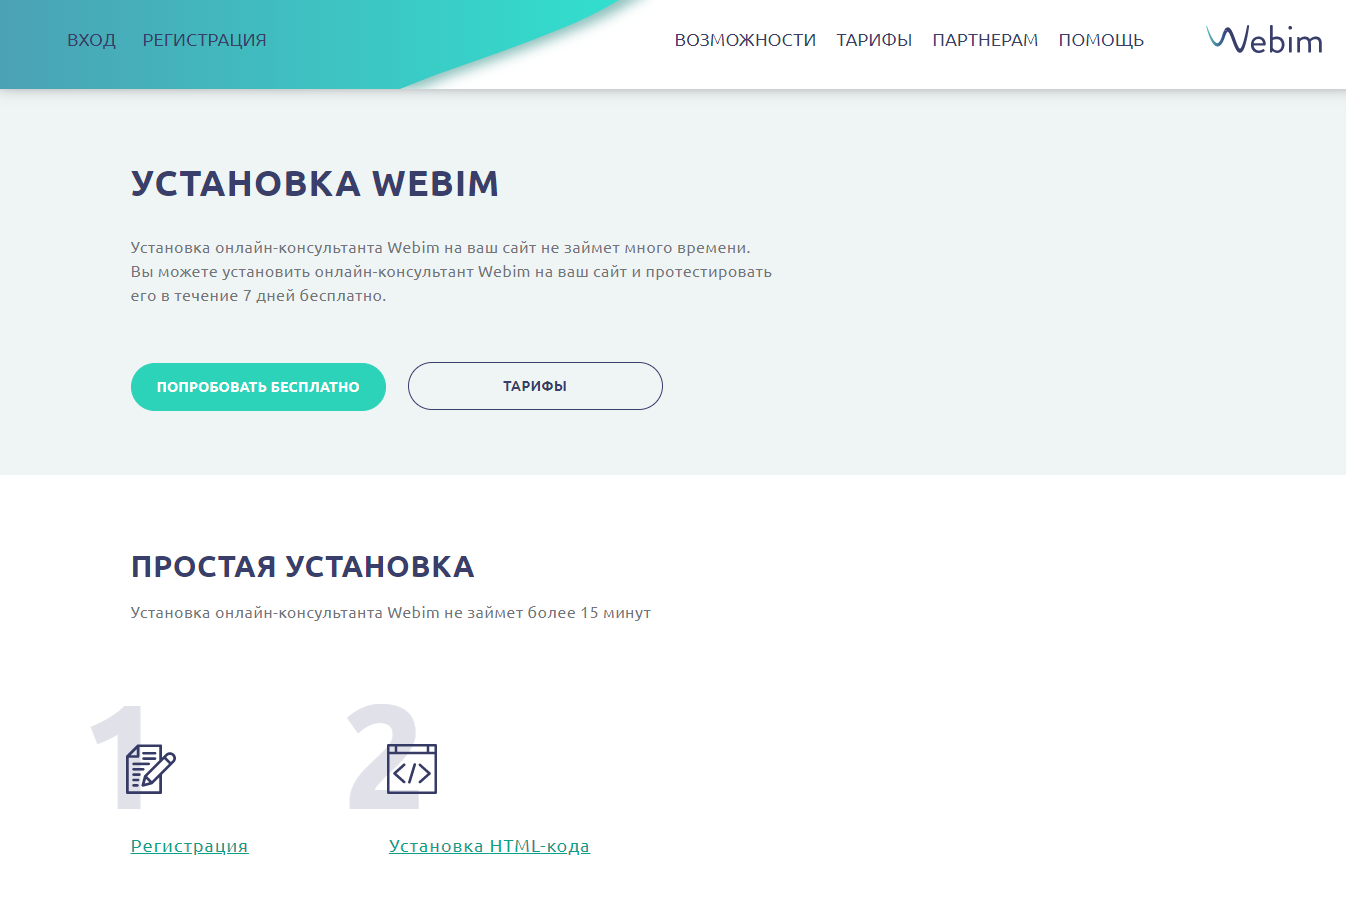 ВХОД РЕГИСТРАЦИЯ ВОЗМОЖНОСТИ ТАРИФЫ ПАРТНЕРАМ ПОМОЩЬ Webim
УСТАНОВКА WEBIM
Установка онлайн-консультанта Webim на ваш сайт не займет много времени.
Вы можете установить онлайн-консультант Webim на ваш сайт и протестировать
его в течение 7 дней бесплатно.
ПОПРОБОВАТЬ БЕСПЛАТНО ТАРИФЫ
ПРОСТАЯ УСТАНОВКА
Установка онлайн-консультанта Webim не займет более 15 минут
1 2
</>
Регистрация Установка HTML-кода